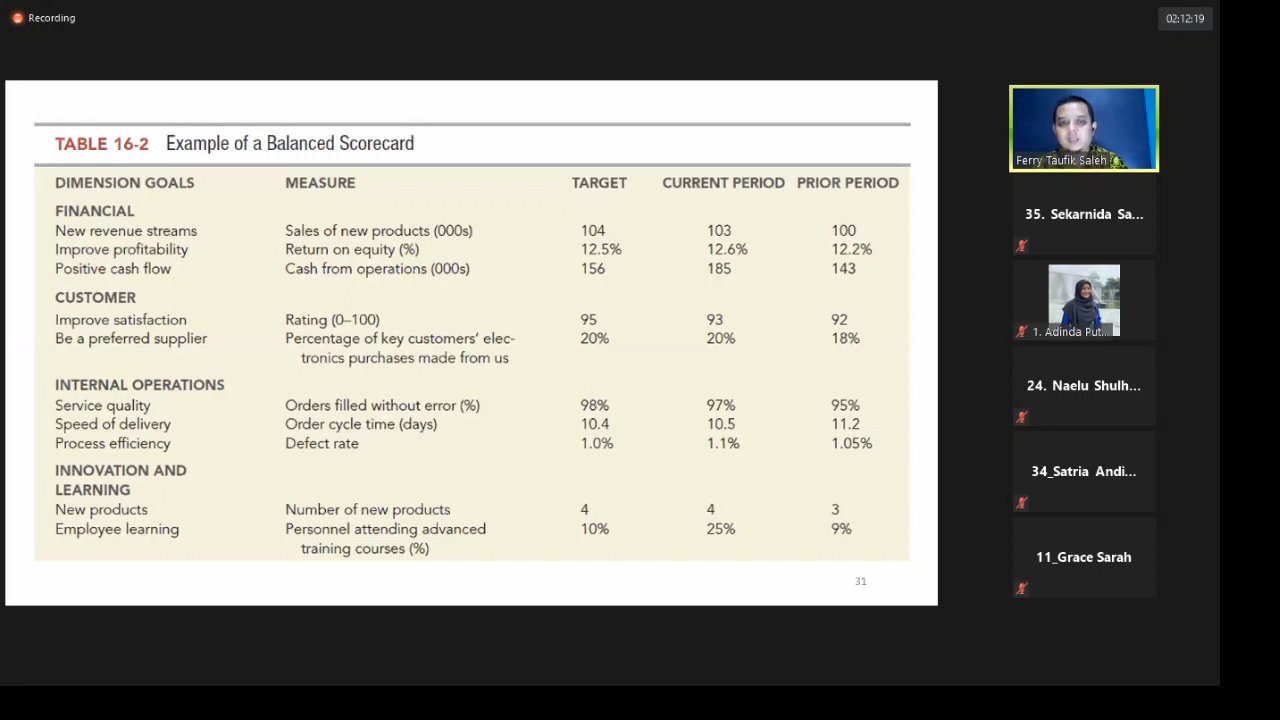 Recording
02:12:19
TABLE 16-2 Example of a Balanced Scorecard
DIMENSION GOALS MEASURE TARGET CURRENT PERIOD PRIOR PERIOD
FINANCIAL
New revenue streams Sales of new products (000s) 104 103 100
Improve profitability Return on equity (%) 12.5% 12.6% 12.2%
Positive cash flow Cash from operations (000s) 156 185 143
CUSTOMER
Improve satisfaction Rating (0–100) 95 93 92
Be a preferred supplier Percentage of key customers’ elec- 20% 20% 18%
tronics purchases made from us
INTERNAL OPERATIONS
Service quality Orders filled without error (%) 98% 97% 95%
Speed of delivery Order cycle time (days) 10.4 10.5 11.2
Process efficiency Defect rate 1.0% 1.1% 1.05%
INNOVATION AND
LEARNING
New products Number of new products 4 4 3
Employee learning Personnel attending advanced 10% 25% 9%
training courses (%)
31
Ferry Taufik Saleh
35. Sekarnida Sa...
1. Adinda Put...
24. Naelu Shulh...
34_Satria Andi...
11_Grace Sarah